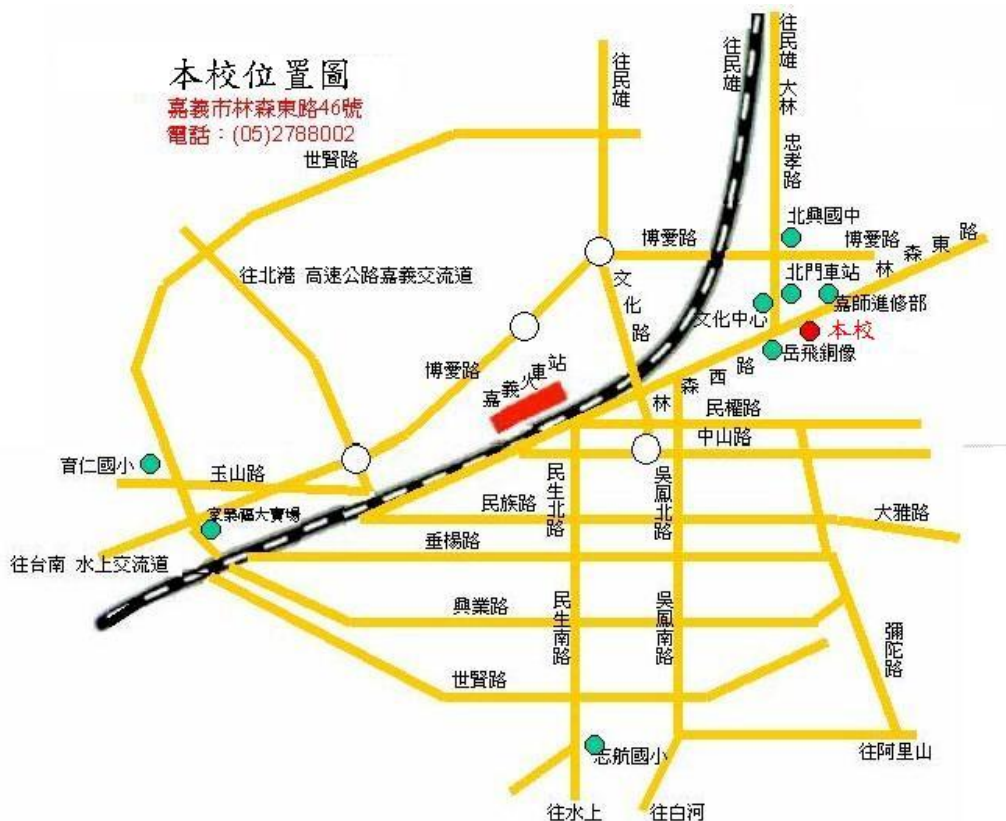 本校位置圖
嘉義市林森東路46號
電話：(05)2788002
往民雄
往民雄
往民雄 大林
忠孝路
世賢路
北興國中
博愛路
博愛路
林森東路
往北港 高速公路嘉義交流道
文化路
北門車站
文化中心
嘉師進修部
本校
岳飛銅像
博愛路
嘉義火車站
林森西路
民權路
中山路
育仁國小
玉山路
民生北路
吳鳳北路
民族路
大雅路
家樂福大賣場
垂楊路
往台南 水上交流道
興業路
民生南路
吳鳳南路
彌陀路
世賢路
志航國小
往阿里山
往水上
往白河